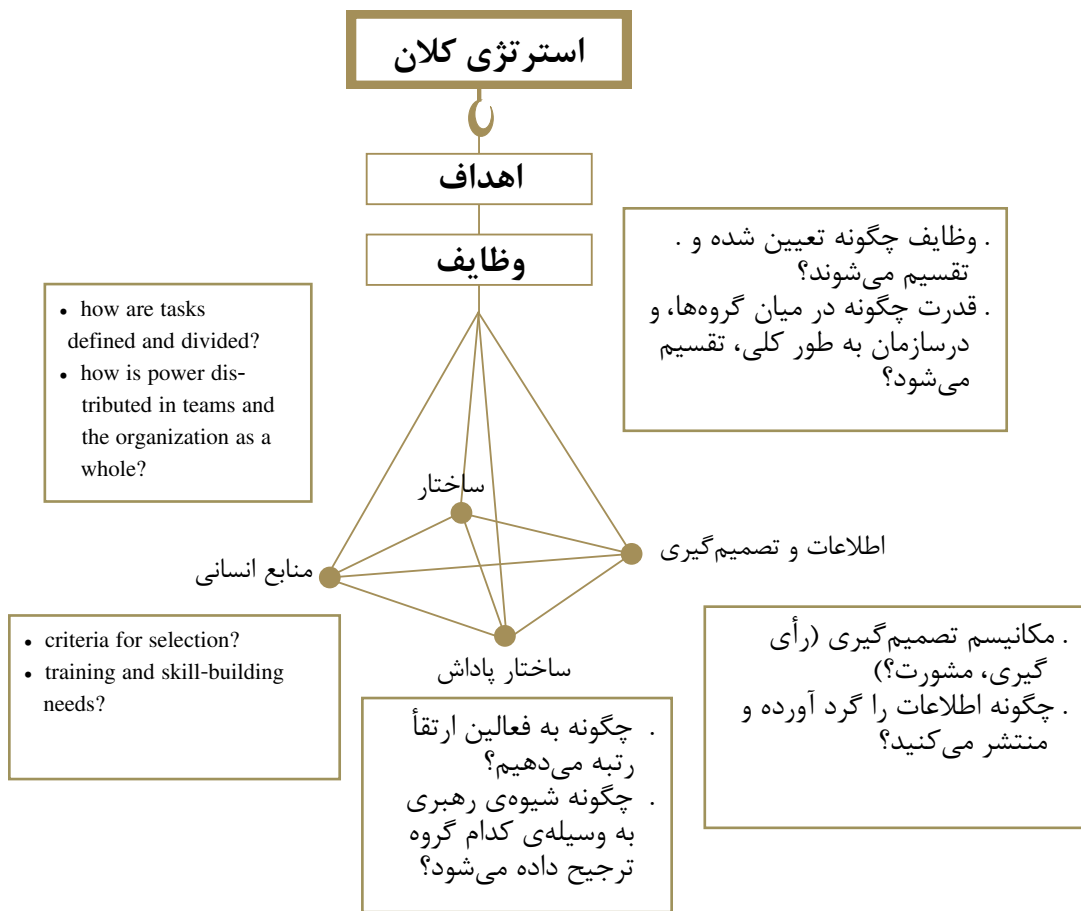 استرتژی کلان
اهداف
وظایف
. وظایف چگونه تعیین شده و .
تقسیم می‌شوند؟
. قدرت چگونه در میان گروه‌ها، و
درسازمان به طور کلی، تقسیم
می‌شود؟
• how are tasks
defined and divided?
• how is power dis-
tributed in teams and
the organization as a
whole?
ساختار
اطلاعات و تصمیم‌گیری
منابع انسانی
ساختار پاداش
• criteria for selection?
• training and skill-building
needs?
. مکانیسم تصمیم‌گیری (رأی
گیری، مشورت؟)
. چگونه اطلاعات را گرد آورده و
منتشر می‌کنید؟
. چگونه به فعالین ارتقأ
رتبه می‌دهیم؟
. چگونه شیوه‌ی رهبری
به وسیله‌ی کدام گروه
ترجیح داده می‌شود؟